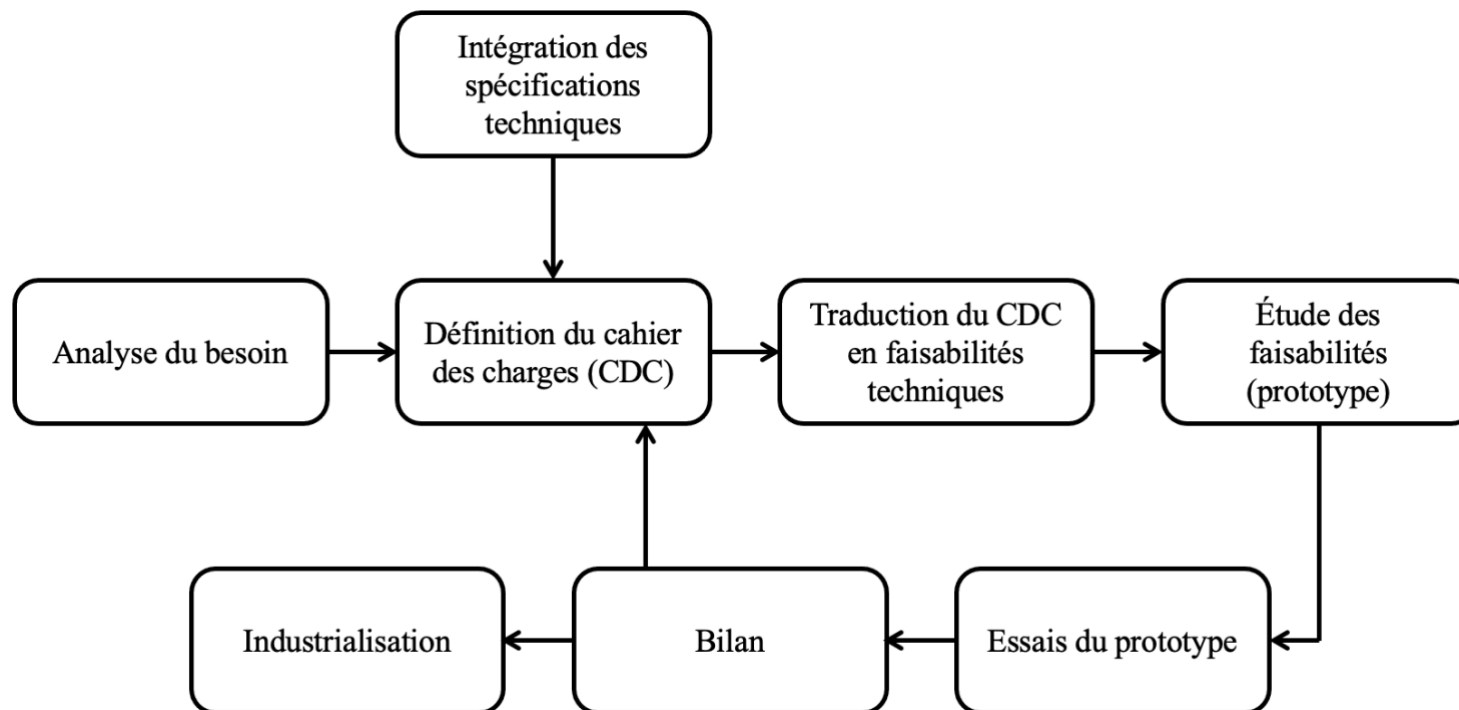 Intégration des
spécifications
techniques
Analyse du besoin
Définition du cahier
des charges (CDC)
Traduction du CDC
en faisabilités
techniques
Étude des
faisabilités
(prototype)
Industrialisation
Bilan
Essais du prototype